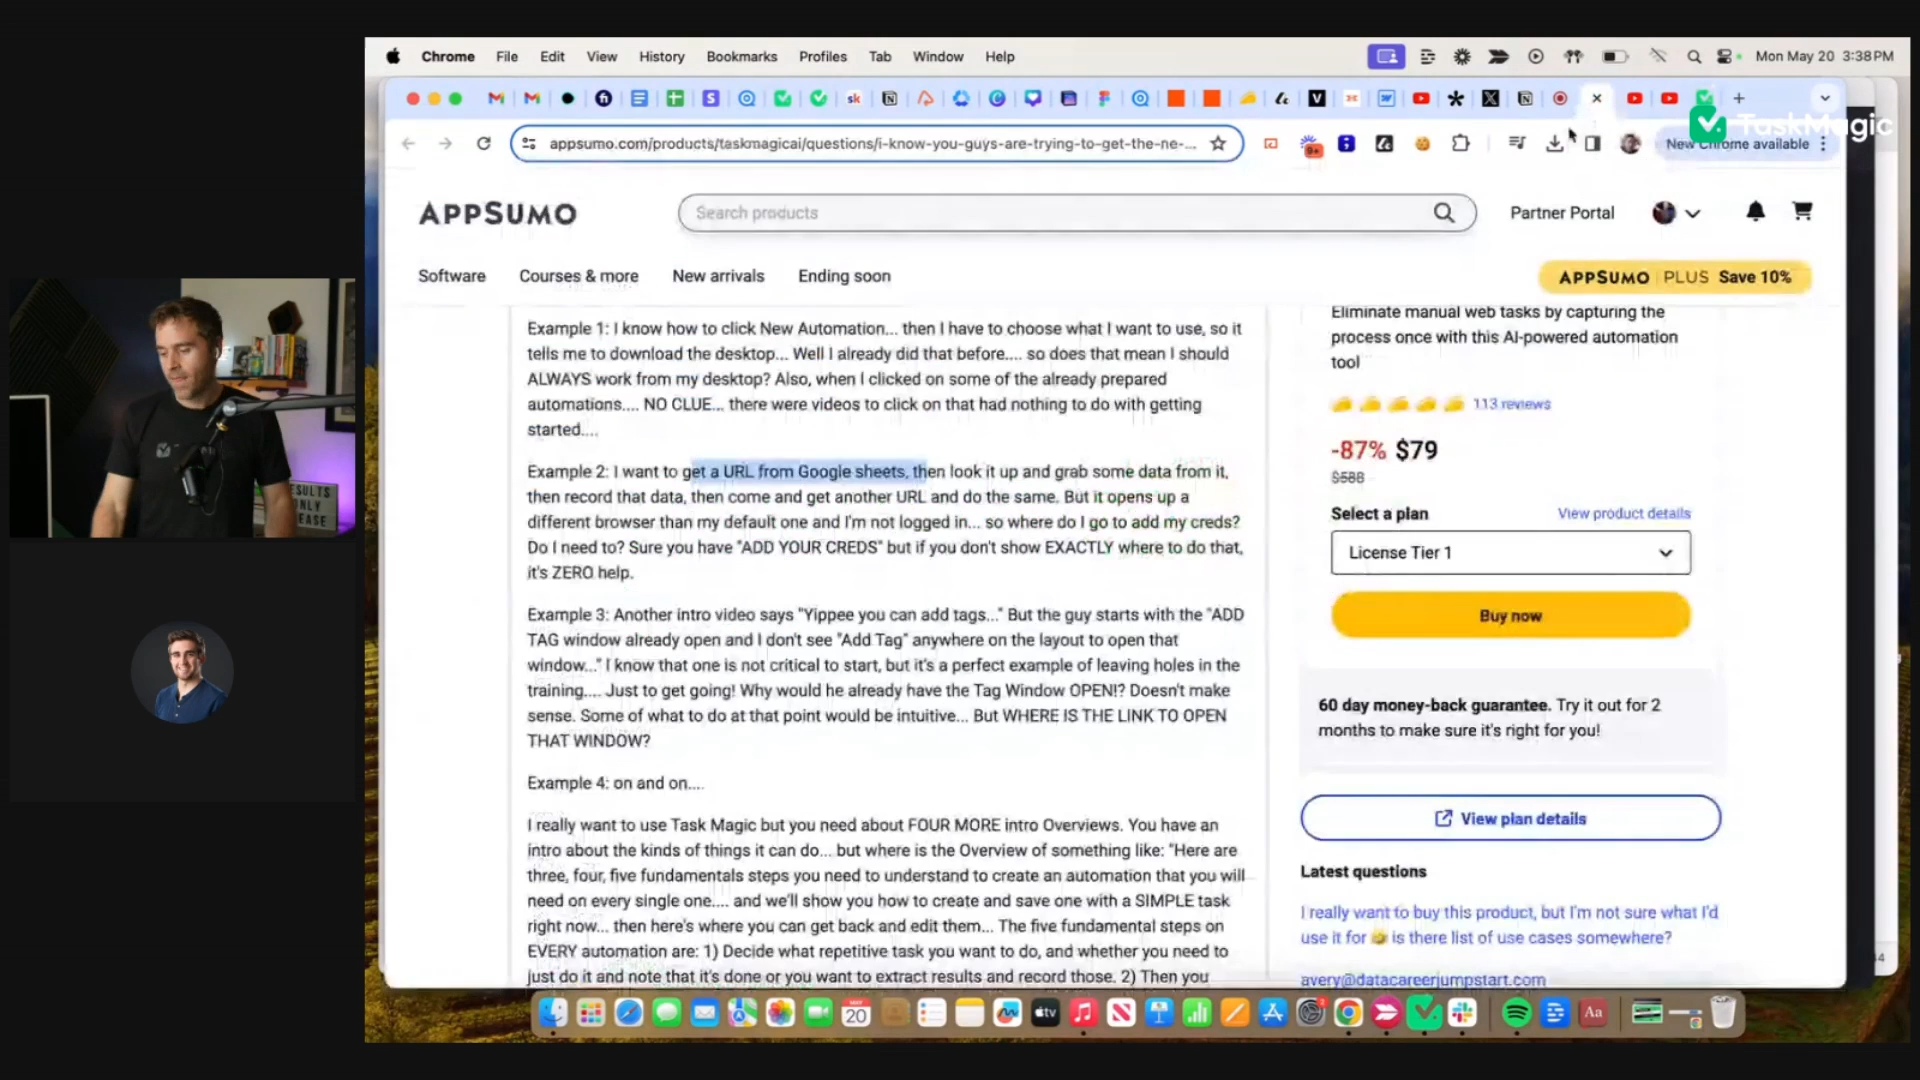 Chrome File Edit View History Bookmarks Profiles Tab Window Help
Mon May 20 3:38 PM
appsumo.com/products/taskmagicai/questions/i-know-you-guys-are-trying-to-get-the-ne-...
9+
New Chrome available
TaskMagic
APPSUMO
Search products
Partner Portal
Software Courses & more New arrivals Ending soon
APPSUMO PLUS Save 10%
Example 1: I know how to click New Automation... then I have to choose what I want to use, so it
tells me to download the desktop... Well I already did that before.... so does that mean I should
ALWAYS work from my desktop? Also, when I clicked on some of the already prepared
automations.... NO CLUE... there were videos to click on that had nothing to do with getting
started....
Example 2: I want to get a URL from Google sheets, then look it up and grab some data from it,
then record that data, then come and get another URL and do the same. But it opens up a
different browser than my default one and I'm not logged in... so where do I go to add my creds?
Do I need to? Sure you have "ADD YOUR CREDS" but if you don't show EXACTLY where to do that,
it's ZERO help.
Example 3: Another intro video says "Yippee you can add tags..." But the guy starts with the "ADD
TAG window already open and I don't see "Add Tag" anywhere on the layout to open that
window..." I know that one is not critical to start, but it's a perfect example of leaving holes in the
training.... Just to get going! Why would he already have the Tag Window OPEN!? Doesn't make
sense. Some of what to do at that point would be intuitive... But WHERE IS THE LINK TO OPEN
THAT WINDOW?
Example 4: on and on....
I really want to use Task Magic but you need about FOUR MORE intro Overviews. You have an
intro about the kinds of things it can do... but where is the Overview of something like: "Here are
three, four, five fundamentals steps you need to understand to create an automation that you will
need on every single one.... and we'll show you how to create and save one with a SIMPLE task
right now... then here's where you can get back and edit them... The five fundamental steps on
EVERY automation are: 1) Decide what repetitive task you want to do, and whether you need to
just do it and note that it's done or you want to extract results and record those. 2) Then you
Eliminate manual web tasks by capturing the
process once with this AI-powered automation
tool
113 reviews
-87% $79
$588
Select a plan View product details
License Tier 1
Buy now
60 day money-back guarantee. Try it out for 2
months to make sure it's right for you!
View plan details
Latest questions
I really want to buy this product, but I'm not sure what I'd
use it for is there list of use cases somewhere?
avery@datacareerjumpstart.com
RESULTS
ONLY
PLEASE
20
tv
Aa